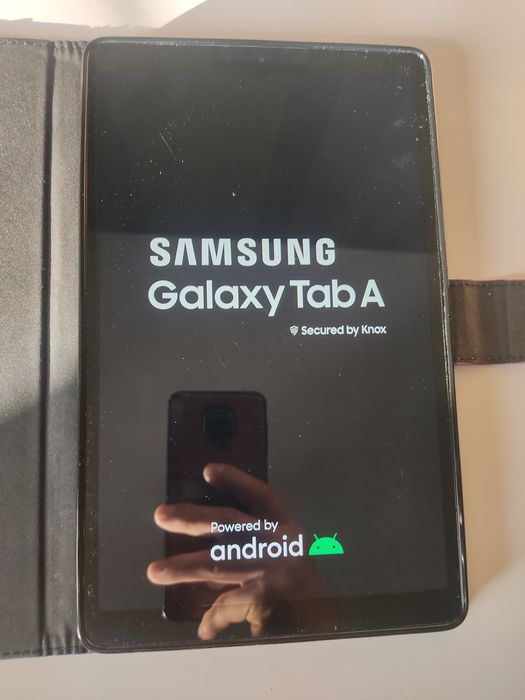 SAMSUNG
Galaxy Tab A
Secured by Knox
Powered by
android